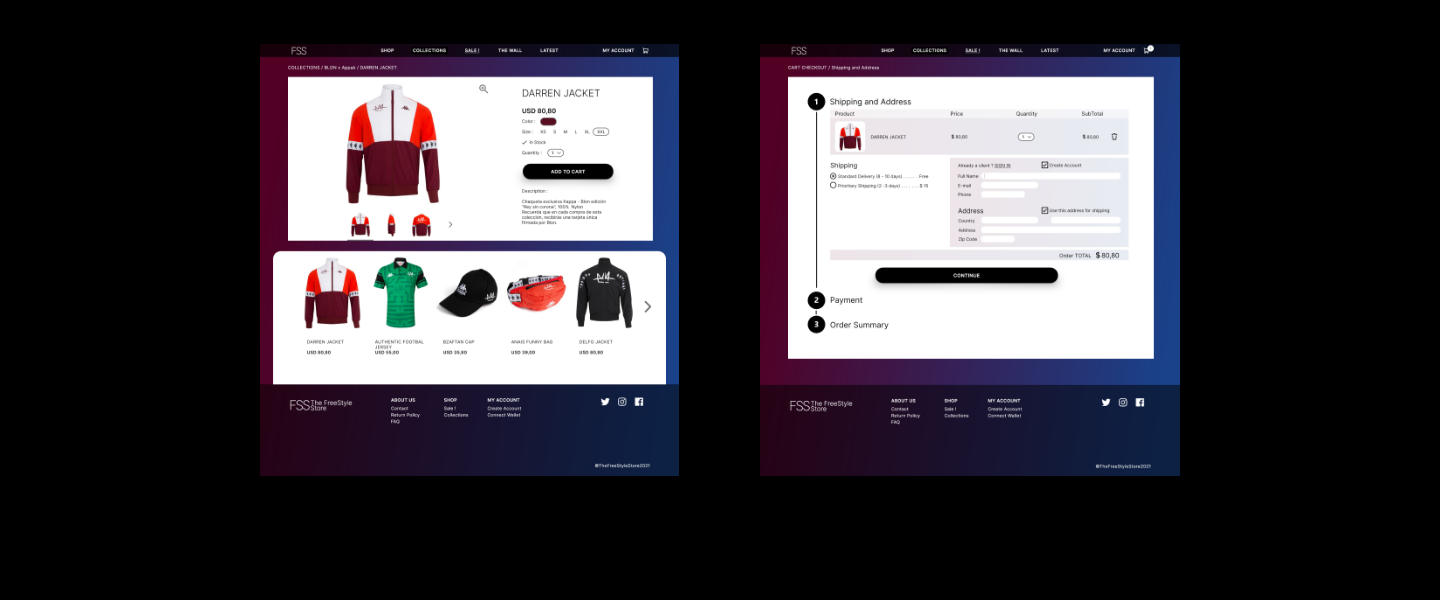 FSS SHOP COLLECTIONS SALE ! THE WALL LATEST MY ACCOUNT
COLLECTIONS / BLON x Appak / DARREN JACKET
DARREN JACKET
USD 80,80
Color :
Size : XS S M L XL XXL
In Stock
Quantity :
ADD TO CART
Description :
Chaqueta exclusiva Kappa - Blon edición
"Rey sin corona", 100% Nylon
Recuerda que en cada compra de esta
colección, recibirás una tarjeta única
firmada por Blon.
DARREN JACKET
USD 80,80
AUTHENTIC FOOTBAL
JERSEY
USD 55,00
BZAFTAN CAP
USD 35,80
ANAIS FUNNY BAG
USD 39,00
DELFG JACKET
USD 80,80
FSS The FreeStyle
Store
ABOUT US
Contact
Return Policy
FAQ
SHOP
Sale !
Collections
MY ACCOUNT
Create Account
Connect Wallet
©TheFreeStyleStore2021
FSS SHOP COLLECTIONS SALE ! THE WALL LATEST MY ACCOUNT
CART CHECKOUT / Shipping and Address
1 Shipping and Address
Product Price Quantity SubTotal
DARREN JACKET $ 80,80 $ 80,80
Shipping
Standard Delivery (8 - 10 days) . . . . . . Free
Prioritary Shipping (2 -3 days) . . . . . . $ 15
Already a client ? SIGN IN Create Account
Full Name
E-mail
Phone
Address Use this address for shipping
Country
Address
Zip Code
Order TOTAL $ 80,80
CONTINUE
2 Payment
3 Order Summary
FSS The FreeStyle
Store
ABOUT US
Contact
Return Policy
FAQ
SHOP
Sale !
Collections
MY ACCOUNT
Create Account
Connect Wallet
©TheFreeStyleStore2021